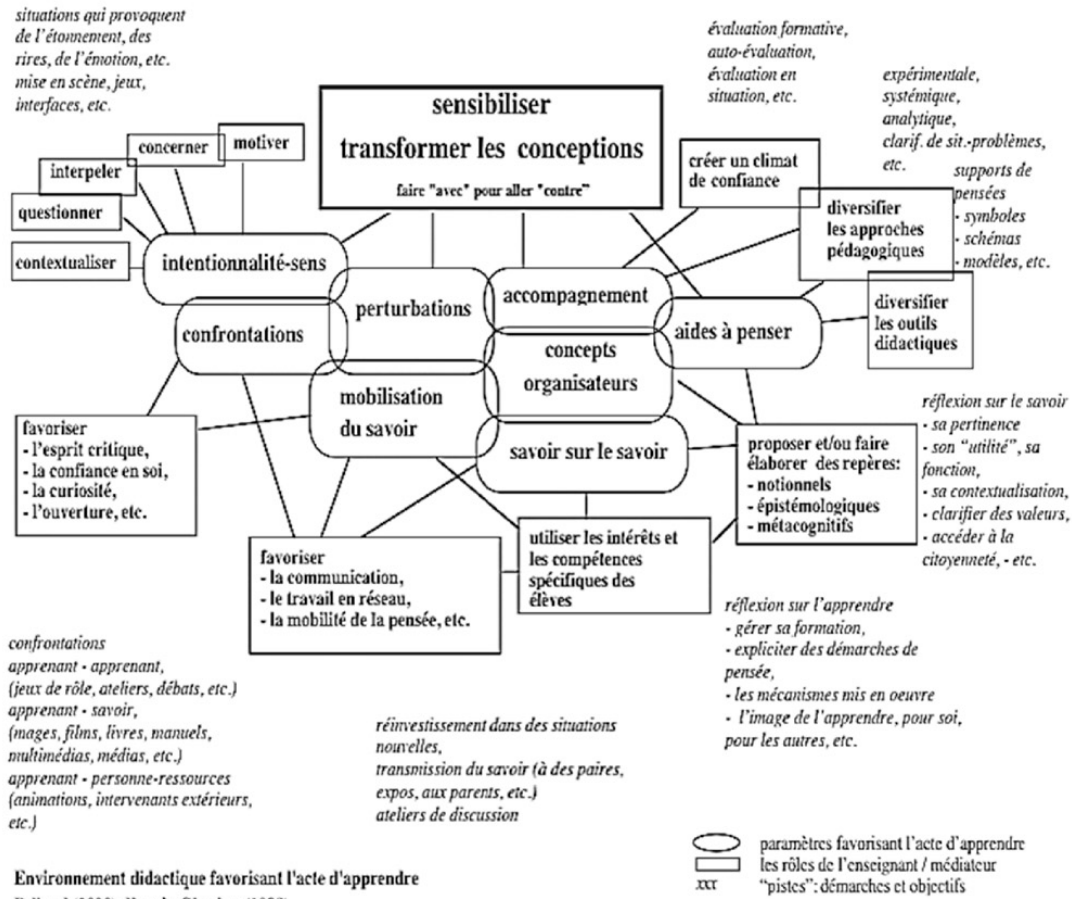 situations qui provoquent
de l'étonnement, des
rires, de l'émotion, etc.
mise en scène, jeux,
interfaces, etc.
évaluation formative,
auto-évaluation,
évaluation en
situation, etc.
expérimentale,
systémique,
analytique,
clarif. de sit.-problèmes,
etc.
supports de
pensées
- symboles
- schémas
- modèles, etc.
sensibiliser
transformer les conceptions
faire "avec" pour aller "contre"
motiver
concerner
interpeler
questionner
contextualiser
créer un climat
de confiance
diversifier
les approches
pédagogiques
diversifier
les outils
didactiques
intentionnalité-sens
perturbations
accompagnement
confrontations
aides à penser
concepts
organisateurs
mobilisation
du savoir
savoir sur le savoir
favoriser
- l'esprit critique,
- la confiance en soi,
- la curiosité,
- l'ouverture, etc.
proposer et/ou faire
élaborer des repères:
- notionnels
- épistémologiques
- métacognitifs
réflexion sur le savoir
- sa pertinence
- son "utilité", sa
fonction,
- sa contextualisation,
- clarifier des valeurs,
- accéder à la
citoyenneté, - etc.
favoriser
- la communication,
- le travail en réseau,
- la mobilité de la pensée, etc.
utiliser les intérêts et
les compétences
spécifiques des
élèves
réflexion sur l'apprendre
- gérer sa formation,
- expliciter des démarches de
pensée,
- les mécanismes mis en oeuvre
- l'image de l'apprendre, pour soi,
pour les autres, etc.
confrontations
apprenant - apprenant,
(jeux de rôle, ateliers, débats, etc.)
apprenant - savoir,
(mages, films, livres, manuels,
multimédias, médias, etc.)
apprenant - personne-ressources
(animations, intervenants extérieurs,
etc.)
réinvestissement dans des situations
nouvelles,
transmission du savoir (à des paires,
expos, aux parents, etc.)
ateliers de discussion
paramètres favorisant l'acte d'apprendre
les rôles de l'enseignant / médiateur
xxx "pistes": démarches et objectifs
Environnement didactique favorisant l'acte d'apprendre